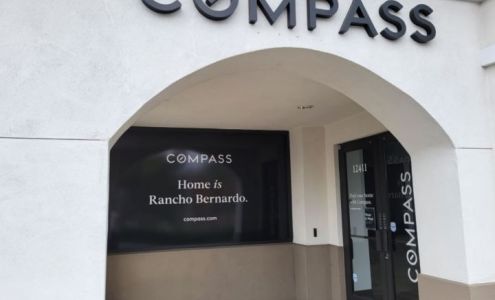 COMPASS
COMPASS
Home is
Rancho Bernardo.
compass.com
12411
COMPASS